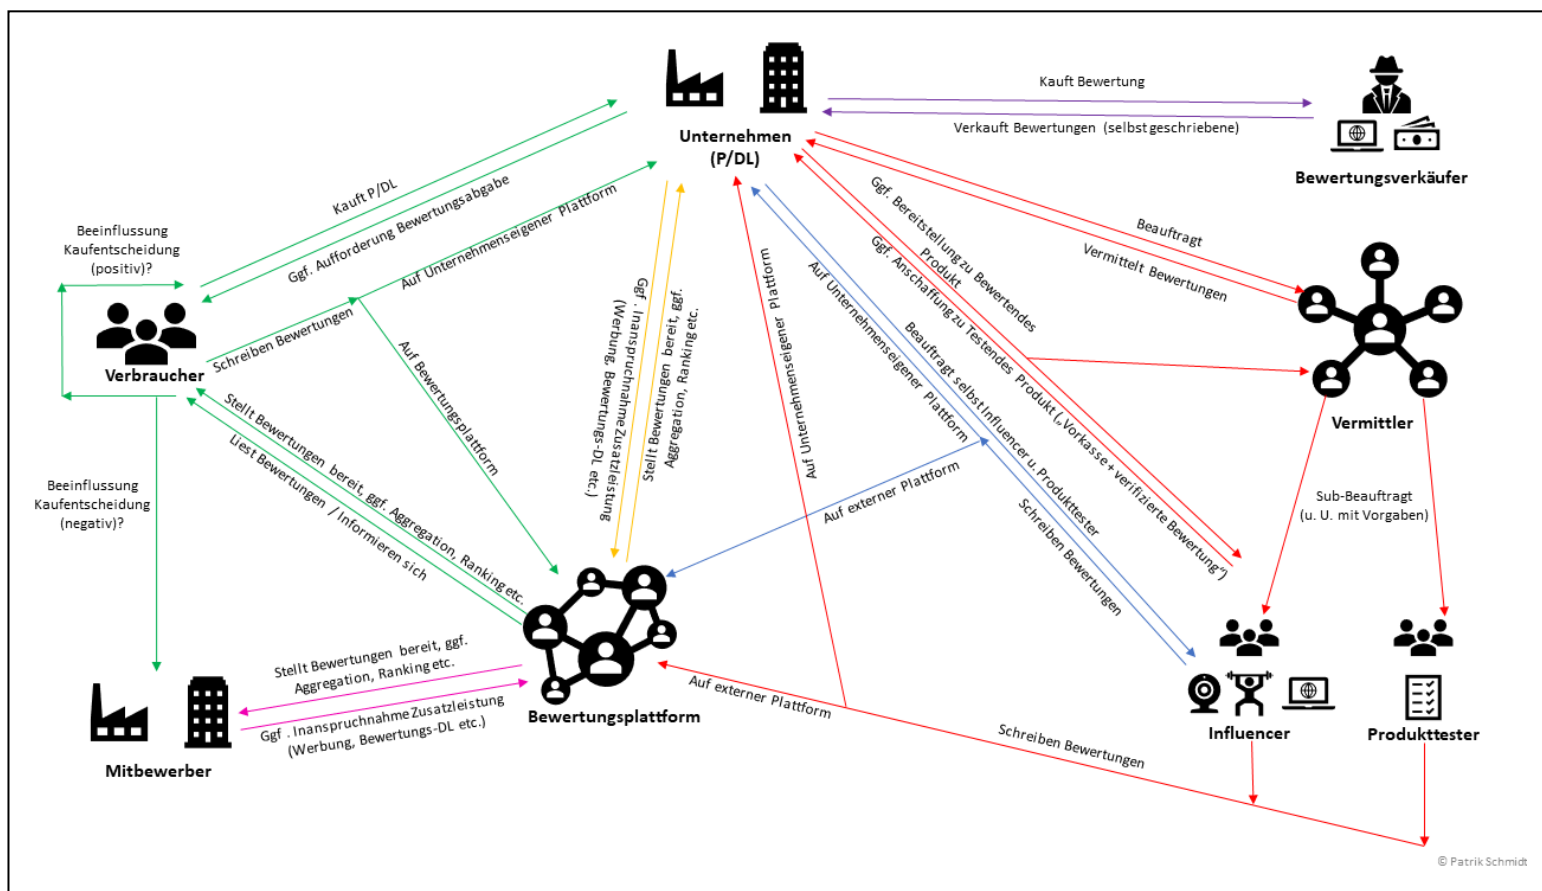 Kauft Bewertung
Verkauft Bewertungen (selbst geschriebene)
Bewertungsverkäufer
Unternehmen
(P/DL)
Kauft P/DL
Ggf. Aufforderung Bewertungsabgabe
Auf Unternehmenseigener Plattform
Schreiben Bewertungen
Auf Bewertungsplattform
Beeinflussung
Kaufentscheidung
(positiv)?
Verbraucher
Beeinflussung
Kaufentscheidung
(negativ)?
Stellt Bewertungen bereit, ggf. Aggregation, Ranking etc.
Liest Bewertungen / Informieren sich
Ggf. Inanspruchnahme Zusatzleistung
(Werbung, Bewertungs-DL etc.)
Stellt Bewertungen bereit, ggf.
Aggregation, Ranking etc.
Auf Unternehmenseigener Plattform
Auf Unternehmenseigener Plattform
Beauftragt selbst Influencer u. Produkttester
Schreiben Bewertungen
Auf externer Plattform
Ggf. Bereitstellung zu Bewertendes
Produkt
Ggf. Anschaffung zu Testendes Produkt („Vorkasse + verifizierte Bewertung“)
Beauftragt
Vermittelt Bewertungen
Vermittler
Sub-Beauftragt
(u. U. mit Vorgaben)
Influencer
Produkttester
Schreiben Bewertungen
Auf externer Plattform
Bewertungsplattform
Stellt Bewertungen bereit, ggf.
Aggregation, Ranking etc.
Ggf. Inanspruchnahme Zusatzleistung
(Werbung, Bewertungs-DL etc.)
Mitbewerber
© Patrik Schmidt